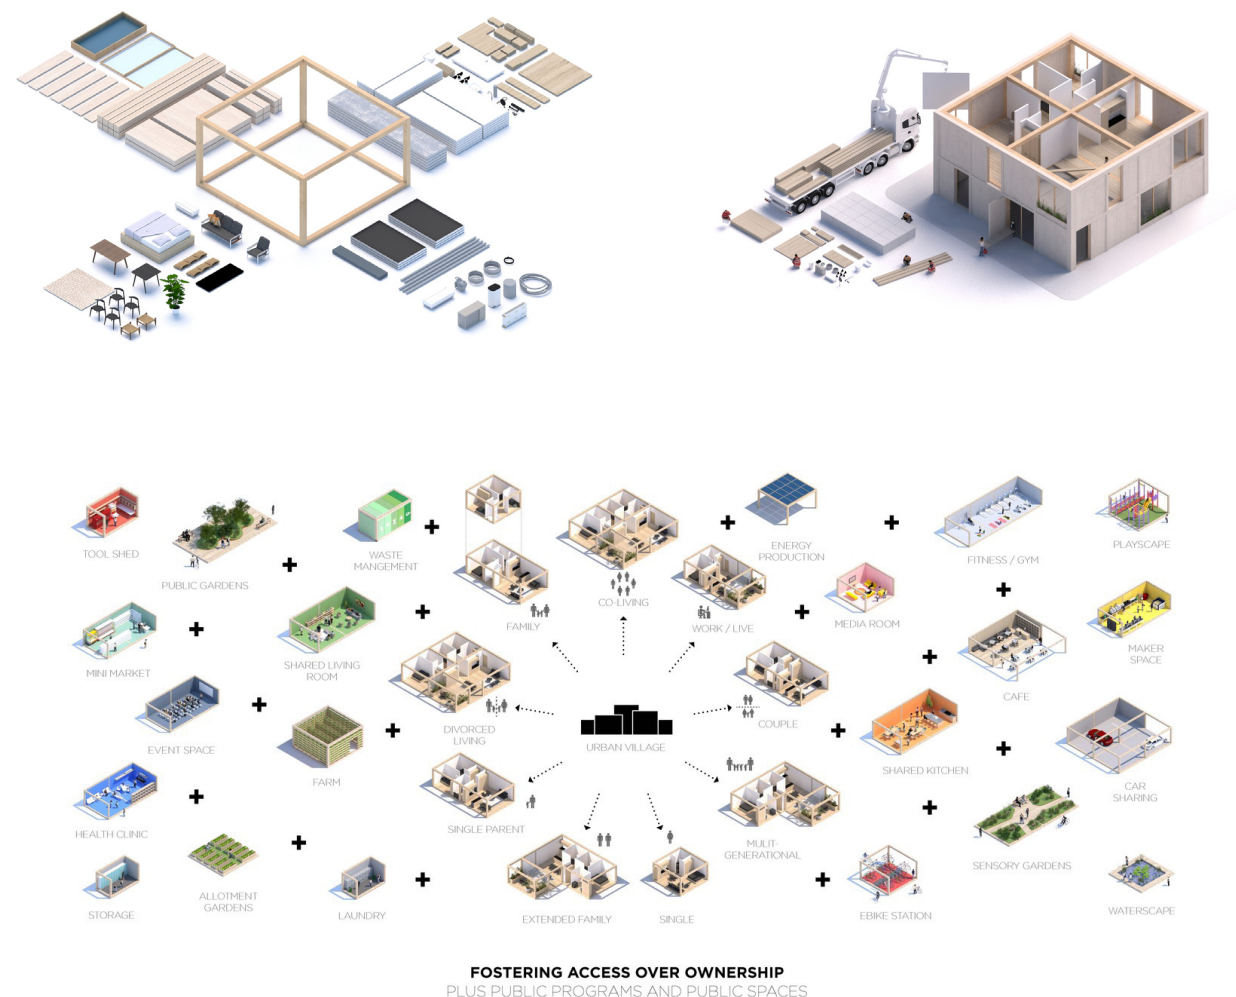 TOOL SHED
PUBLIC GARDENS
WASTE
MANGEMENT
FAMILY
CO-LIVING
WORK / LIVE
ENERGY
PRODUCTION
FITNESS / GYM
PLAYSCAPE
MINI MARKET
SHARED LIVING
ROOM
MEDIA ROOM
MAKER
SPACE
CAFE
EVENT SPACE
FARM
DIVORCED
LIVING
URBAN VILLAGE
COUPLE
SHARED KITCHEN
CAR
SHARING
HEALTH CLINIC
SINGLE PARENT
MULIT-
GENERATIONAL
SENSORY GARDENS
STORAGE
ALLOTMENT
GARDENS
LAUNDRY
EXTENDED FAMILY
SINGLE
EBIKE STATION
WATERSCAPE
FOSTERING ACCESS OVER OWNERSHIP
PLUS PUBLIC PROGRAMS AND PUBLIC SPACES